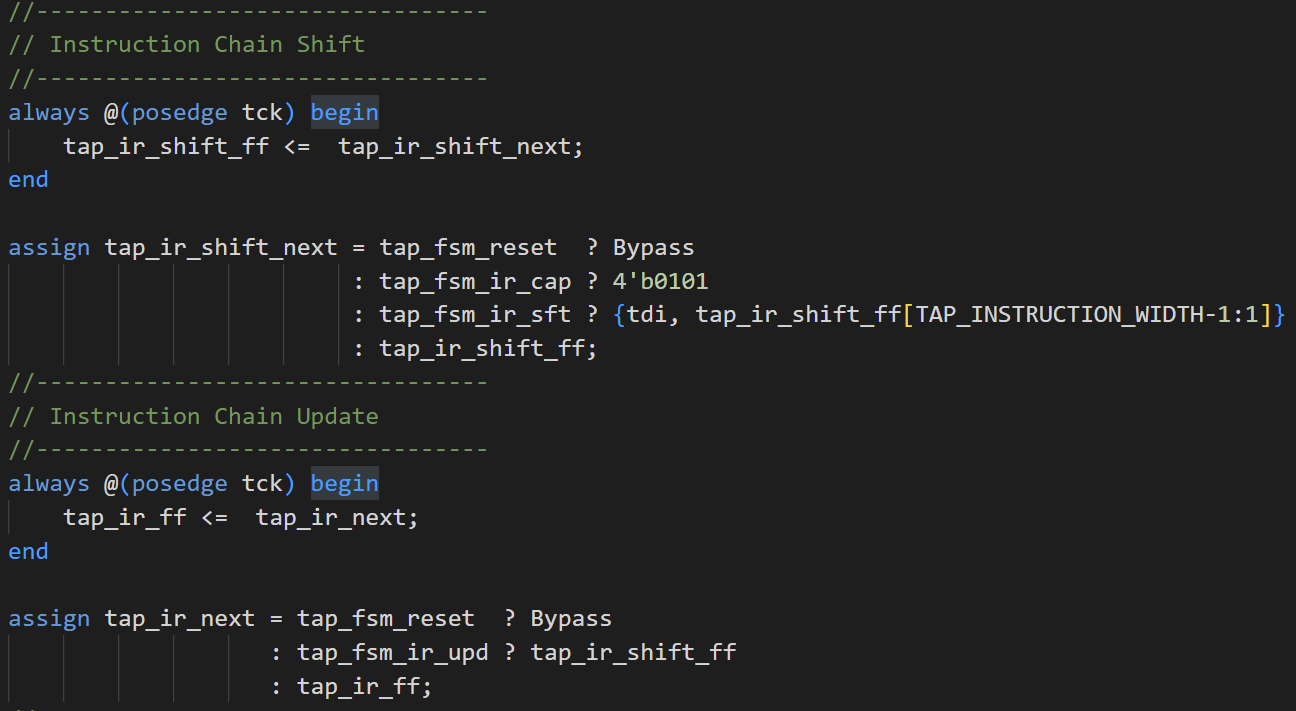 //---------------------------------
// Instruction Chain Shift
//---------------------------------
always @(posedge tck) begin
    tap_ir_shift_ff <=  tap_ir_shift_next;
end

assign tap_ir_shift_next = tap_fsm_reset  ? Bypass
                         : tap_fsm_ir_cap ? 4'b0101
                         : tap_fsm_ir_sft ? {tdi, tap_ir_shift_ff[TAP_INSTRUCTION_WIDTH-1:1]}
                         : tap_ir_shift_ff;
//---------------------------------
// Instruction Chain Update
//---------------------------------
always @(posedge tck) begin
    tap_ir_ff <=  tap_ir_next;
end

assign tap_ir_next = tap_fsm_reset  ? Bypass
                   : tap_fsm_ir_upd ? tap_ir_shift_ff
                   : tap_ir_ff;